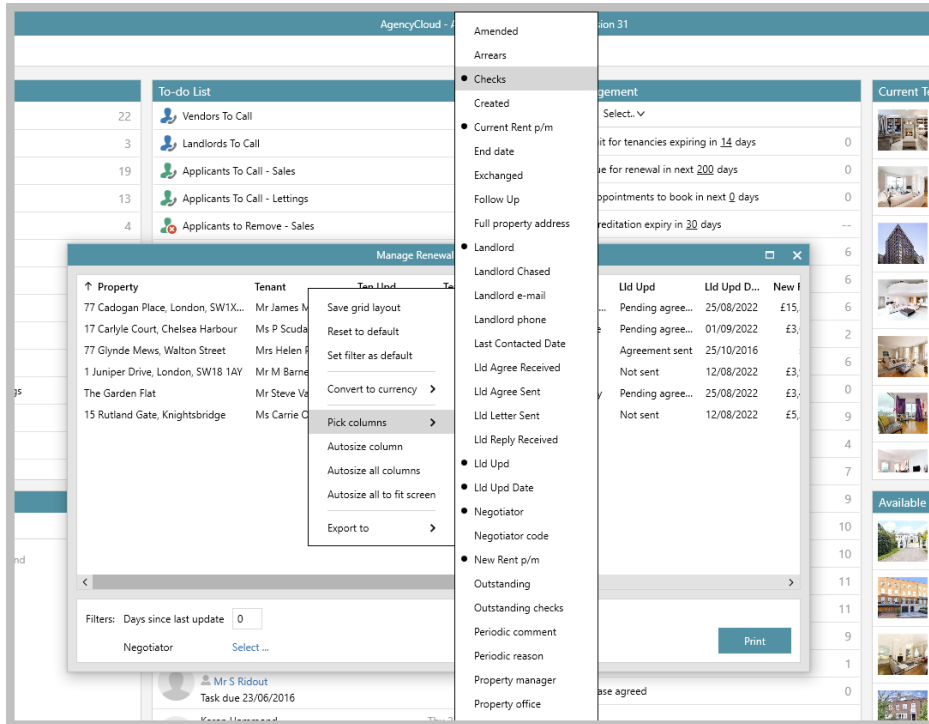 AgencyCloud - A
sion 31
To-do List
gement
Current Te
22
Vendors To Call
Select..
3
Landlords To Call
it for tenancies expiring in 14 days
0
19
Applicants To Call - Sales
ue for renewal in next 200 days
0
13
Applicants To Call - Lettings
ppointments to book in next 0 days
0
4
Applicants to Remove - Sales
reditation expiry in 30 days
--
Manage Renewal
↑ Property
Tenant
Ten Upd
Te
Lld Upd
Lld Upd D...
New R
77 Cadogan Place, London, SW1X...
Mr James M
...
Pending agree...
25/08/2022
£15,
17 Carlyle Court, Chelsea Harbour
Ms P Scuda
Pending agree...
01/09/2022
77 Glynde Mews, Walton Street
Mrs Helen
Agreement sent
25/10/2016
1 Juniper Drive, London, SW18 1AY
Mr M Barne
Not sent
12/08/2022
The Garden Flat
Mr Steve Va
Pending agree...
25/08/2022
15 Rutland Gate, Knightsbridge
Ms Carrie
Not sent
12/08/2022
£5,
Save grid layout
Reset to default
Set filter as default
Convert to currency
Pick columns
Autosize column
Autosize all columns
Autosize all to fit screen
Export to
Amended
Arrears
Checks
Created
Current Rent p/m
End date
Exchanged
Follow Up
Full property address
Landlord
Landlord Chased
Landlord e-mail
Landlord phone
Last Contacted Date
Lld Agree Received
Lld Agree Sent
Lld Letter Sent
Lld Reply Received
Lld Upd
Lld Upd Date
Negotiator
Negotiator code
New Rent p/m
Outstanding
Outstanding checks
Periodic comment
Periodic reason
Property manager
Property office
Filters: Days since last update 0
Negotiator Select ...
Print
6
6
6
2
6
0
9
4
7
9
10
10
11
11
9
1
0
gs
nd
Available
Mr S Ridout
Task due 23/06/2016
ase agreed